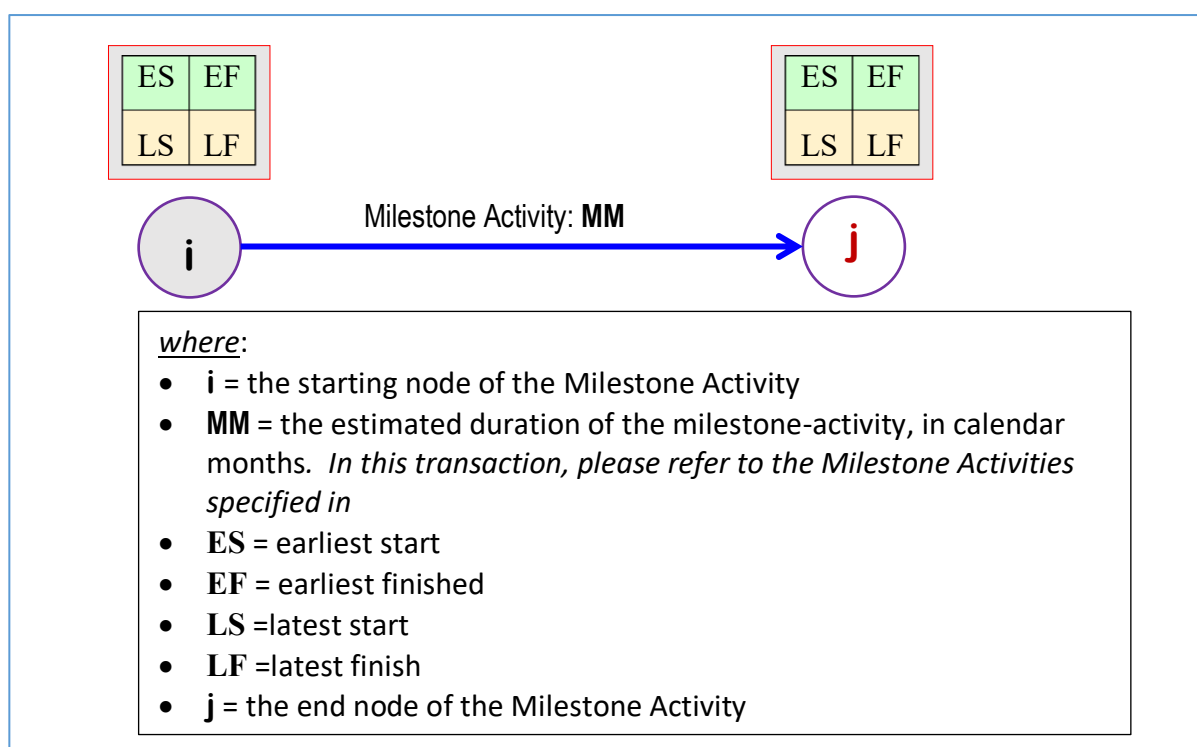 ES EF ES EF
LS LF LS LF
Milestone Activity: MM
i j
where:
• i = the starting node of the Milestone Activity
• MM = the estimated duration of the milestone-activity, in calendar
months. In this transaction, please refer to the Milestone Activities
specified in
• ES = earliest start
• EF = earliest finished
• LS =latest start
• LF =latest finish
• j = the end node of the Milestone Activity